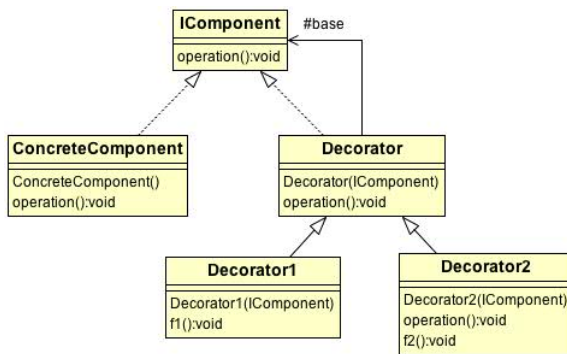 IComponent
#base
operation():void
ConcreteComponent
ConcreteComponent()
operation():void
Decorator
Decorator(IComponent)
operation():void
Decorator1
Decorator1(IComponent)
f1():void
Decorator2
Decorator2(IComponent)
operation():void
f2():void